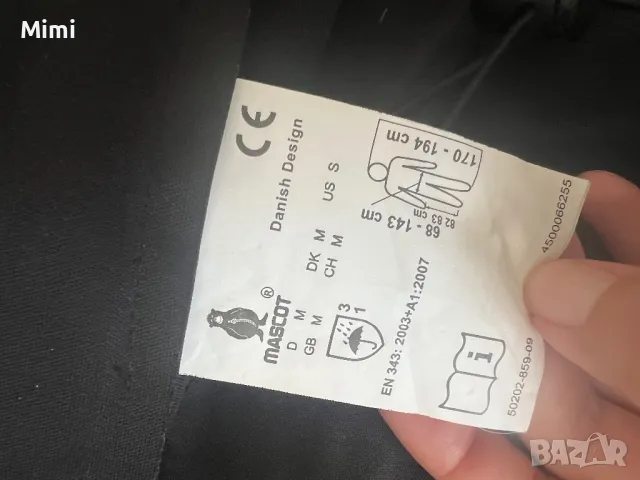 Mimi
CE
Danish Design
MASCOT®
D M
DK M
US S
GB M
CH M
3
1
EN 343: 2003+A1:2007
170 - 194 cm
68 - 143 cm
82 83 cm
i
50202-859-09
4500066255
BAZAR